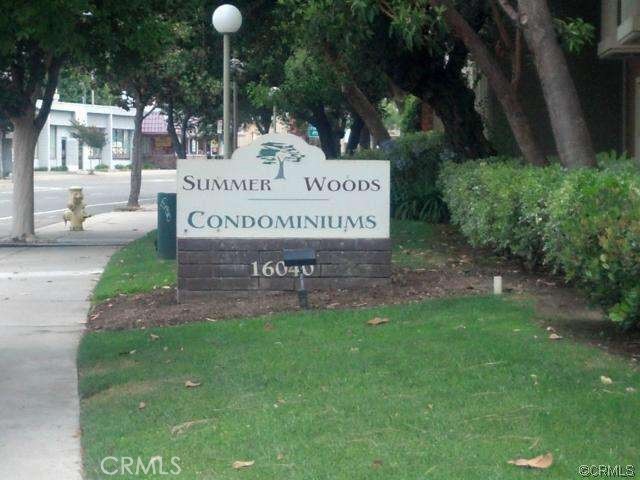 SUMMER WOODS
CONDOMINIUMS
16040
CRMLS
©CRMLS